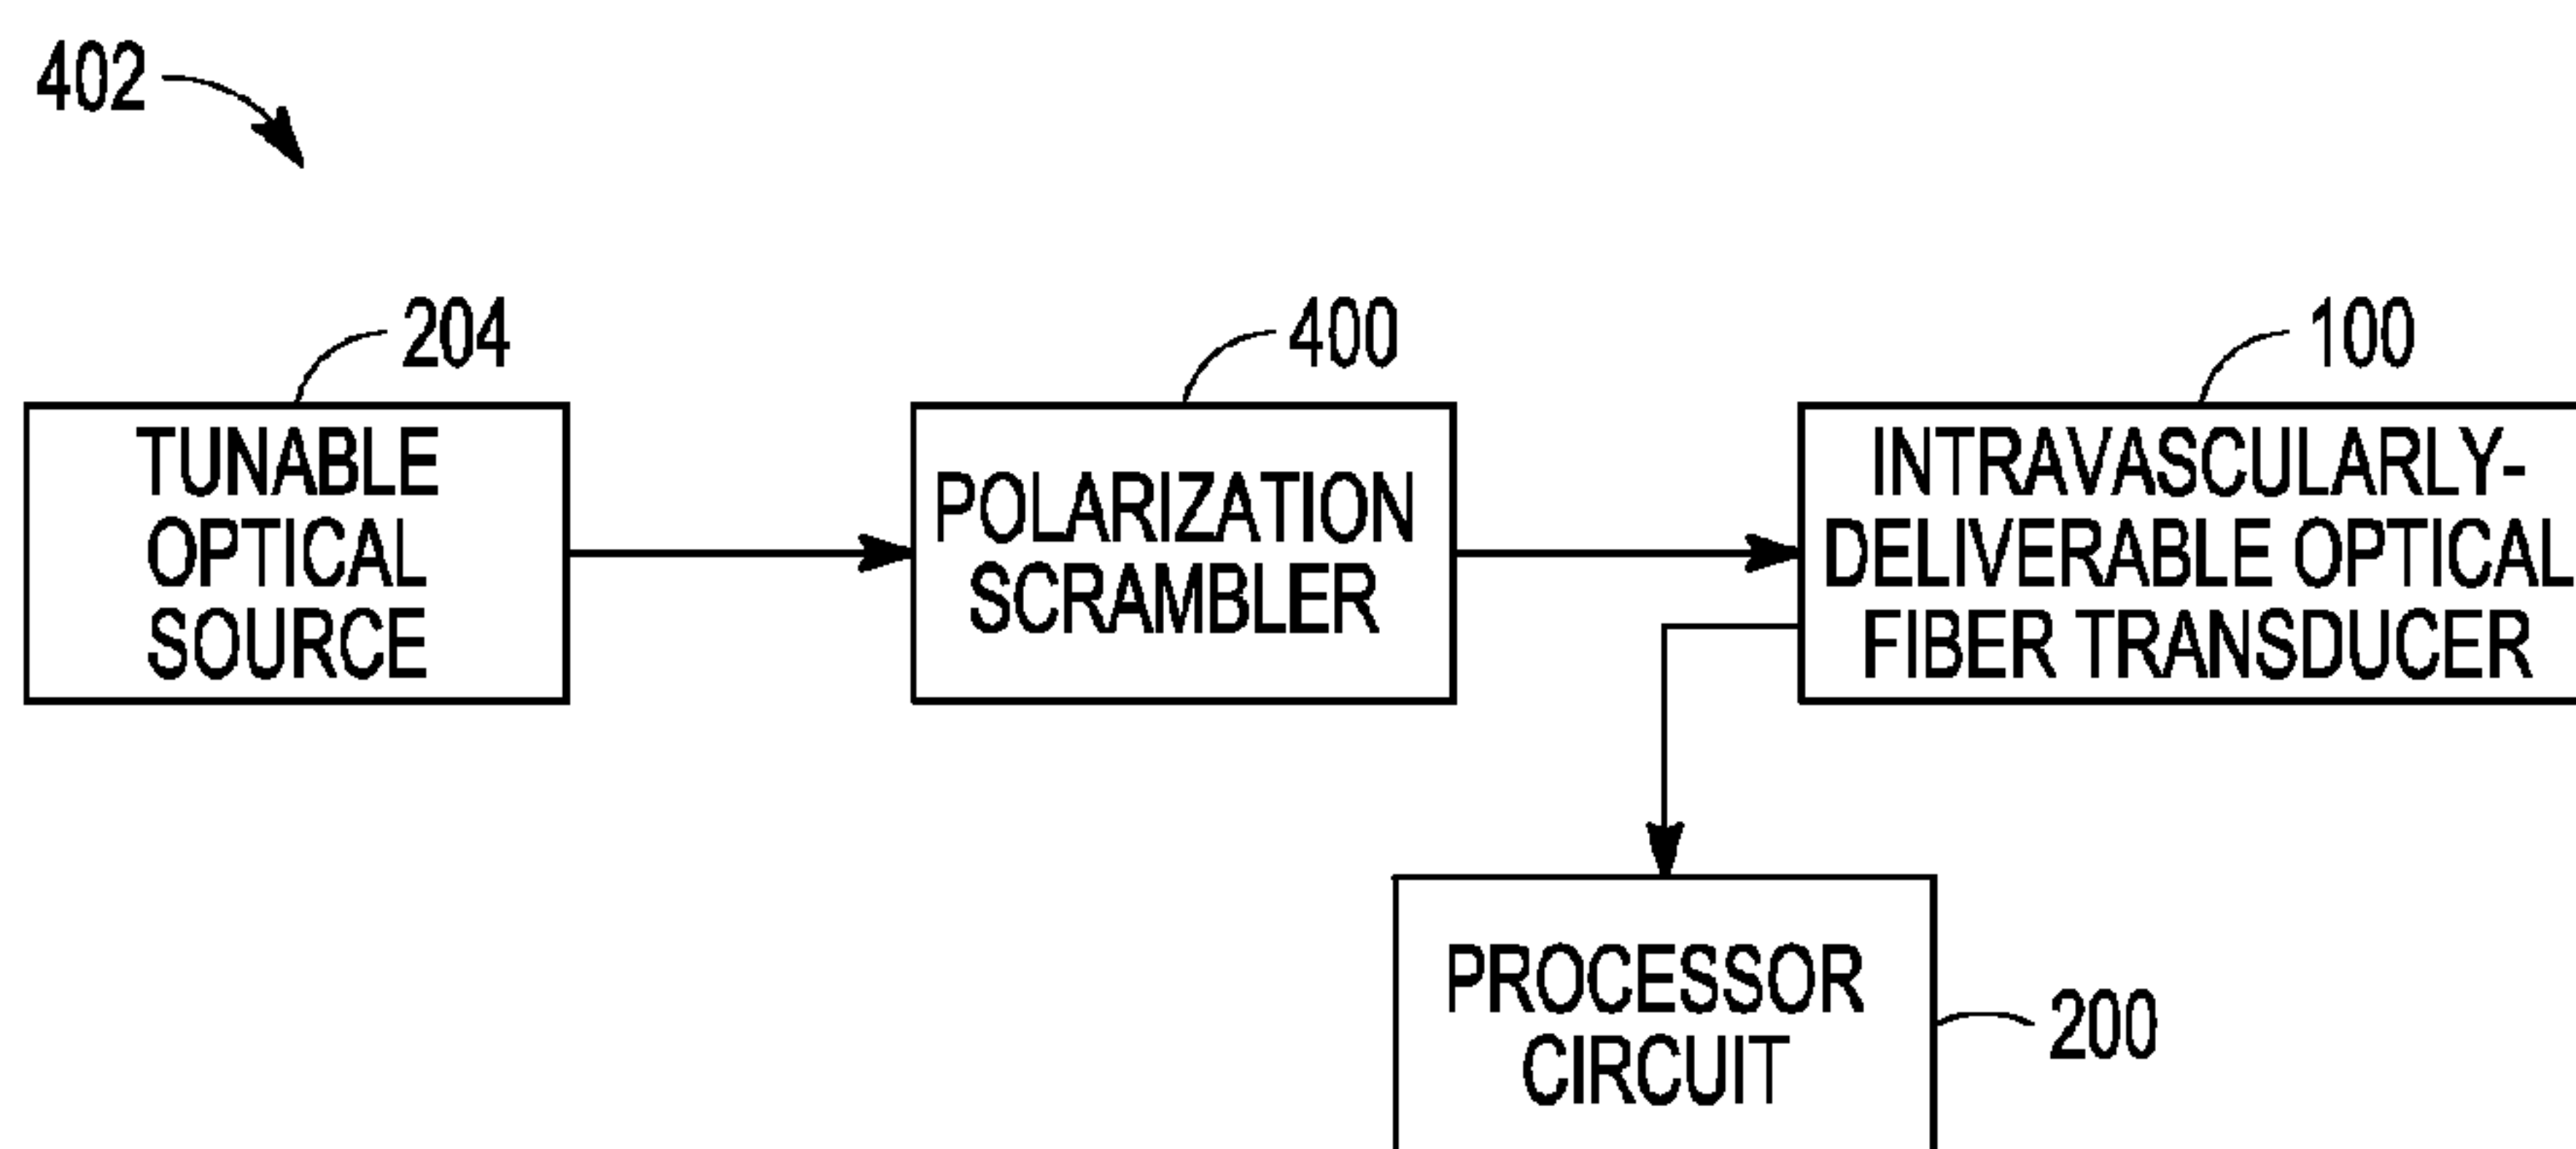 402
204
400
100
TUNABLE
OPTICAL
SOURCE
POLARIZATION
SCRAMBLER
INTRAVASCULARLY-
DELIVERABLE OPTICAL
FIBER TRANSDUCER
PROCESSOR
CIRCUIT
200